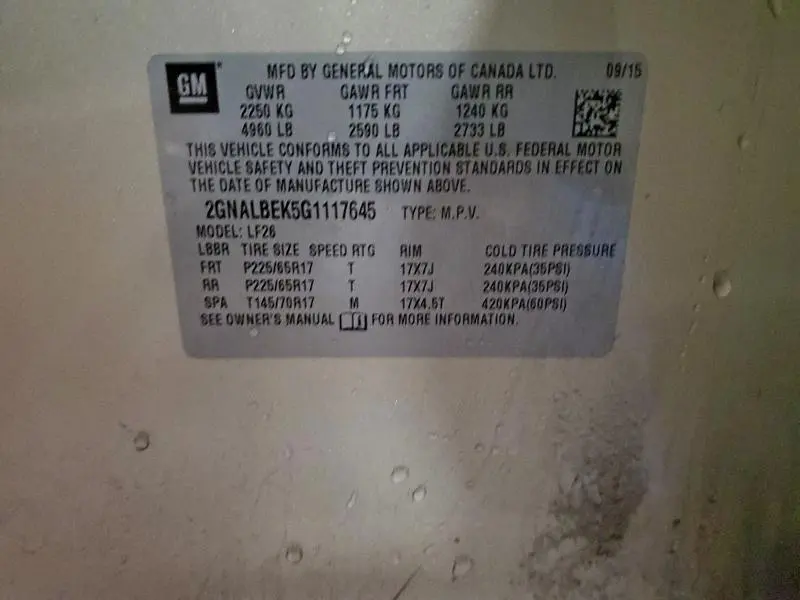 GM
MFD BY GENERAL MOTORS OF CANADA LTD. 09/15
GVWR GAWR FRT GAWR RR
2250 KG 1175 KG 1240 KG
4960 LB 2590 LB 2733 LB
THIS VEHICLE CONFORMS TO ALL APPLICABLE U.S. FEDERAL MOTOR
VEHICLE SAFETY AND THEFT PREVENTION STANDARDS IN EFFECT ON
THE DATE OF MANUFACTURE SHOWN ABOVE.
2GNALBEK5G1117645 TYPE: M.P.V.
MODEL: LF26
LBBR TIRE SIZE SPEED RTG RIM COLD TIRE PRESSURE
FRT P225/65R17 T 17X7J 240KPA(35PSI)
RR P225/65R17 T 17X7J 240KPA(35PSI)
SPA T145/70R17 M 17X4.5T 420KPA(60PSI)
SEE OWNER'S MANUAL FOR MORE INFORMATION.